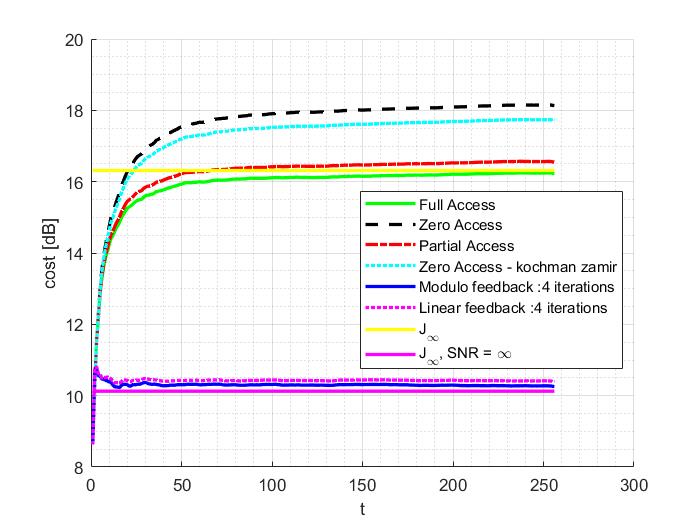 20
18
16
14
12
10
8
cost [dB]
0
50
100
150
200
250
300
t
Full Access
Zero Access
Partial Access
Zero Access - kochman zamir
Modulo feedback :4 iterations
Linear feedback :4 iterations
J∞
J∞, SNR = ∞